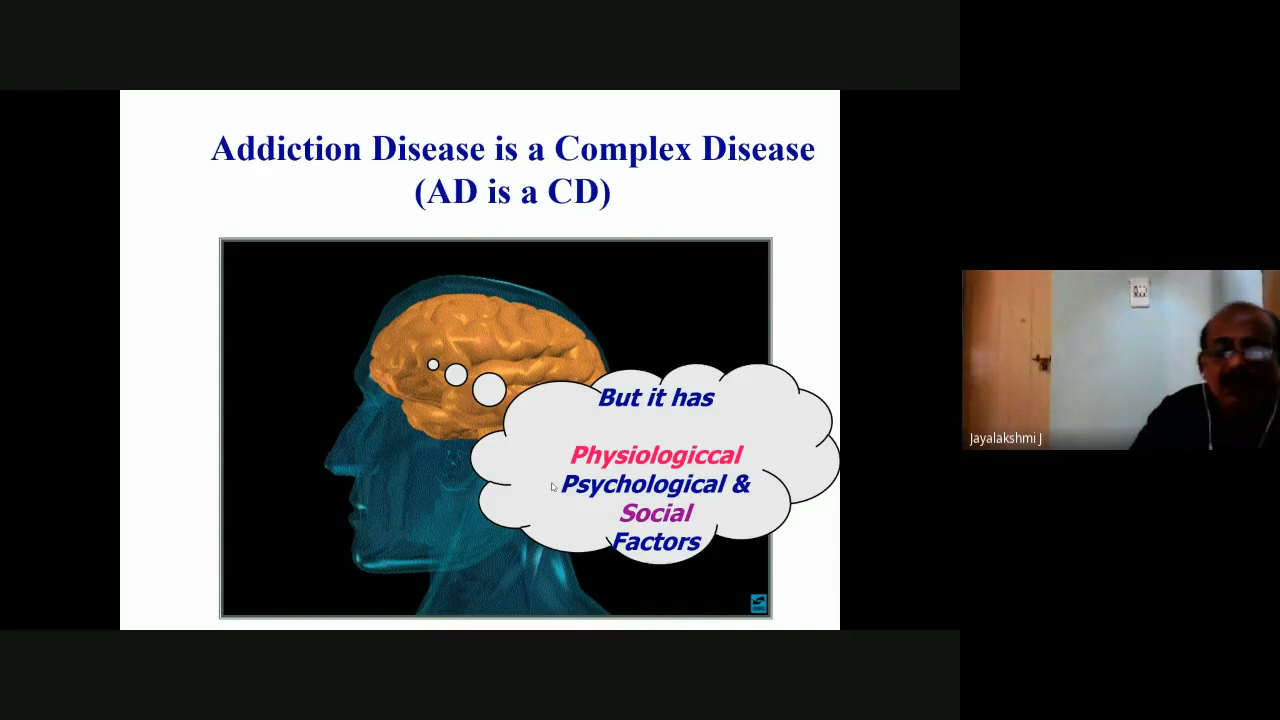 Addiction Disease is a Complex Disease
(AD is a CD)
But it has
Physiologiccal
Psychological &
Social
Factors
Jayalakshmi J